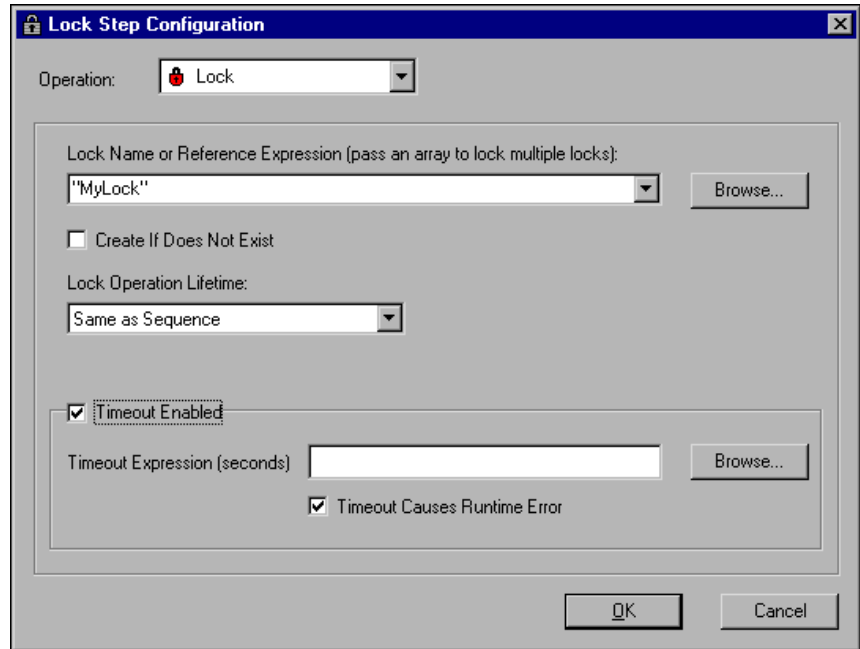 Lock Step Configuration
Operation: Lock
Lock Name or Reference Expression (pass an array to lock multiple locks):
"MyLock" Browse...
Create If Does Not Exist
Lock Operation Lifetime:
Same as Sequence
Timeout Enabled
Timeout Expression (seconds) Browse...
Timeout Causes Runtime Error
OK Cancel